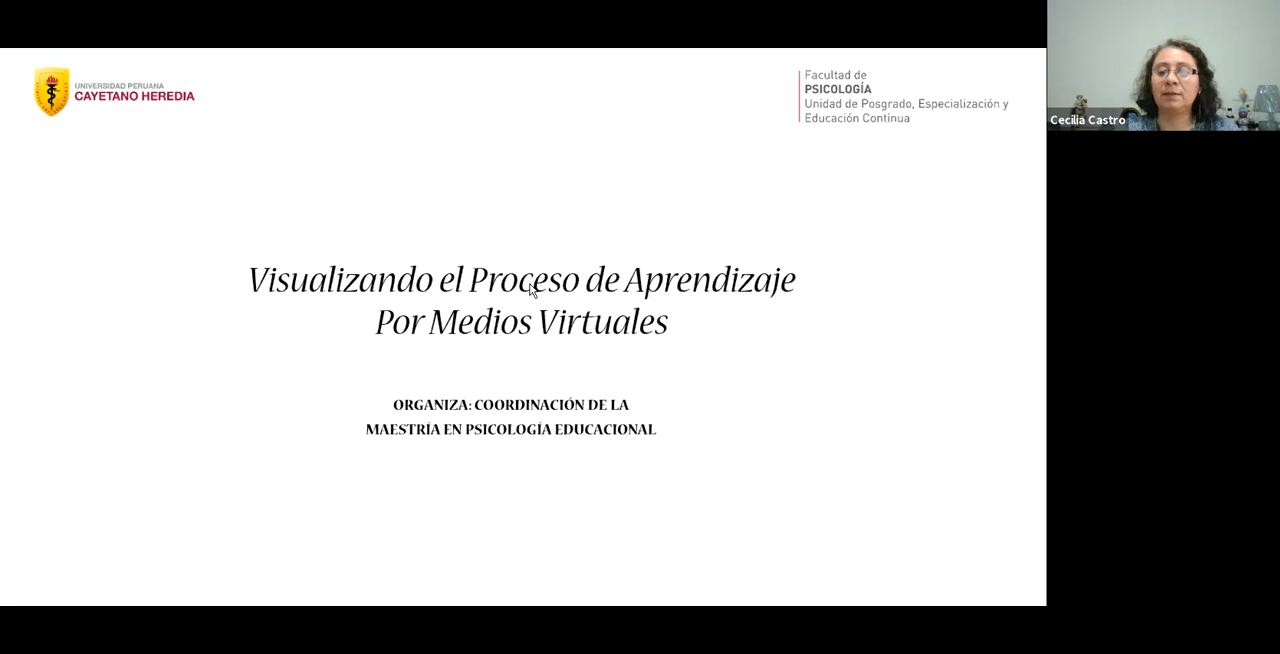 UNIVERSIDAD PERUANA
CAYETANO HEREDIA
Facultad de
PSICOLOGÍA
Unidad de Posgrado, Especialización y
Educación Continua
Cecilia Castro
Visualizando el Proceso de Aprendizaje
Por Medios Virtuales
ORGANIZA: COORDINACIÓN DE LA
MAESTRÍA EN PSICOLOGÍA EDUCACIONAL